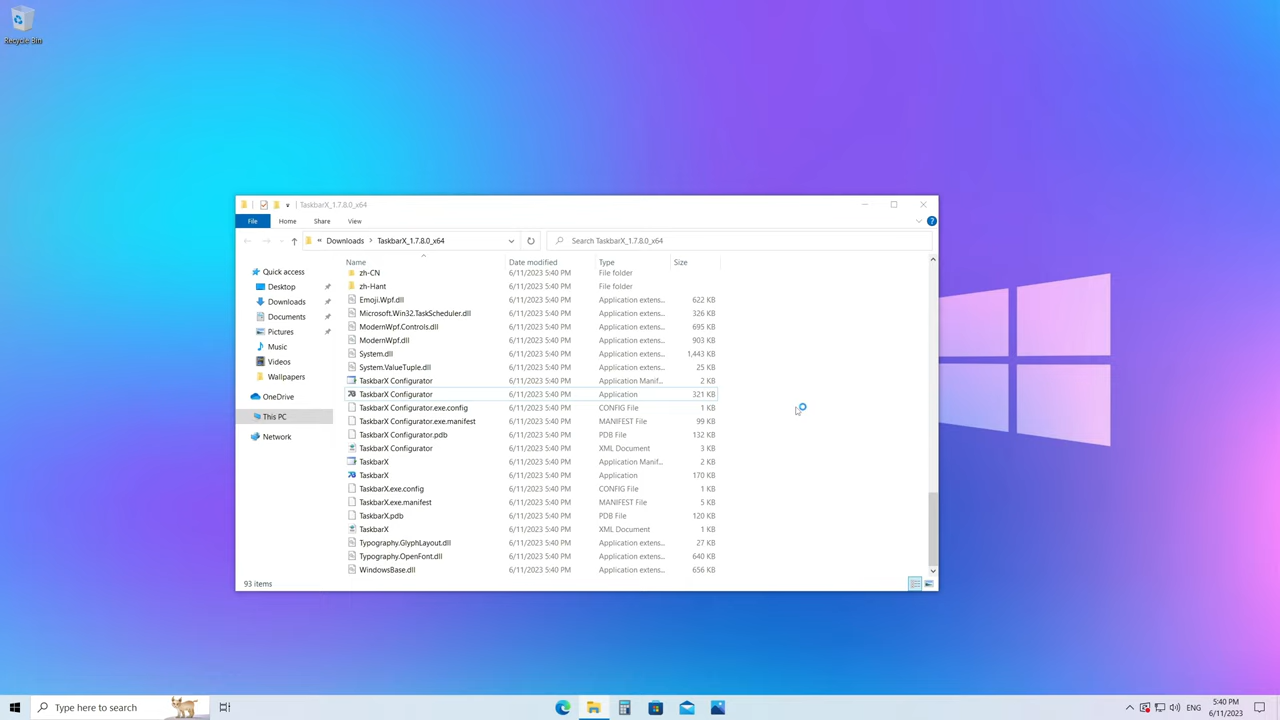 Recycle Bin
TaskbarX_1.7.8.0_x64
File Home Share View
« Downloads > TaskbarX_1.7.8.0_x64
Search TaskbarX_1.7.8.0_x64
Quick access
Desktop
Downloads
Documents
Pictures
Music
Videos
Wallpapers
OneDrive
This PC
Network
Name Date modified Type Size
zh-CN 6/11/2023 5:40 PM File folder
zh-Hant 6/11/2023 5:40 PM File folder
Emoji.Wpf.dll 6/11/2023 5:40 PM Application extens... 622 KB
Microsoft.Win32.TaskScheduler.dll 6/11/2023 5:40 PM Application extens... 326 KB
ModernWpf.Controls.dll 6/11/2023 5:40 PM Application extens... 695 KB
ModernWpf.dll 6/11/2023 5:40 PM Application extens... 903 KB
System.dll 6/11/2023 5:40 PM Application extens... 1,443 KB
System.ValueTuple.dll 6/11/2023 5:40 PM Application extens... 25 KB
TaskbarX Configurator 6/11/2023 5:40 PM Application Manif... 2 KB
TaskbarX Configurator 6/11/2023 5:40 PM Application 321 KB
TaskbarX Configurator.exe.config 6/11/2023 5:40 PM CONFIG File 1 KB
TaskbarX Configurator.exe.manifest 6/11/2023 5:40 PM MANIFEST File 99 KB
TaskbarX Configurator.pdb 6/11/2023 5:40 PM PDB File 132 KB
TaskbarX Configurator 6/11/2023 5:40 PM XML Document 3 KB
TaskbarX 6/11/2023 5:40 PM Application Manif... 2 KB
TaskbarX 6/11/2023 5:40 PM Application 170 KB
TaskbarX.exe.config 6/11/2023 5:40 PM CONFIG File 1 KB
TaskbarX.exe.manifest 6/11/2023 5:40 PM MANIFEST File 5 KB
TaskbarX.pdb 6/11/2023 5:40 PM PDB File 120 KB
TaskbarX 6/11/2023 5:40 PM XML Document 1 KB
Typography.GlyphLayout.dll 6/11/2023 5:40 PM Application extens... 27 KB
Typography.OpenFont.dll 6/11/2023 5:40 PM Application extens... 640 KB
WindowsBase.dll 6/11/2023 5:40 PM Application extens... 656 KB
93 items
Type here to search
ENG
5:40 PM
6/11/2023